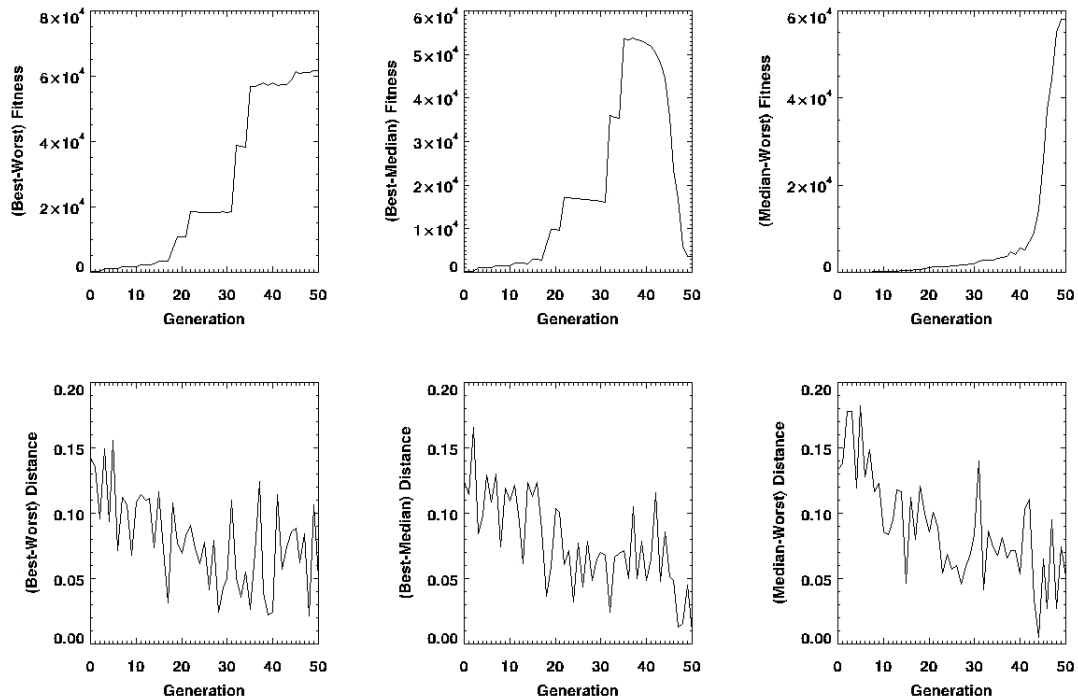 (Best-Worst) Fitness
8×10⁴
6×10⁴
4×10⁴
2×10⁴
0
0 10 20 30 40 50
Generation
(Best-Median) Fitness
6×10⁴
5×10⁴
4×10⁴
3×10⁴
2×10⁴
1×10⁴
0
0 10 20 30 40 50
Generation
(Median-Worst) Fitness
6×10⁴
4×10⁴
2×10⁴
0
0 10 20 30 40 50
Generation
(Best-Worst) Distance
0.20
0.15
0.10
0.05
0.00
0 10 20 30 40 50
Generation
(Best-Median) Distance
0.20
0.15
0.10
0.05
0.00
0 10 20 30 40 50
Generation
(Median-Worst) Distance
0.20
0.15
0.10
0.05
0.00
0 10 20 30 40 50
Generation